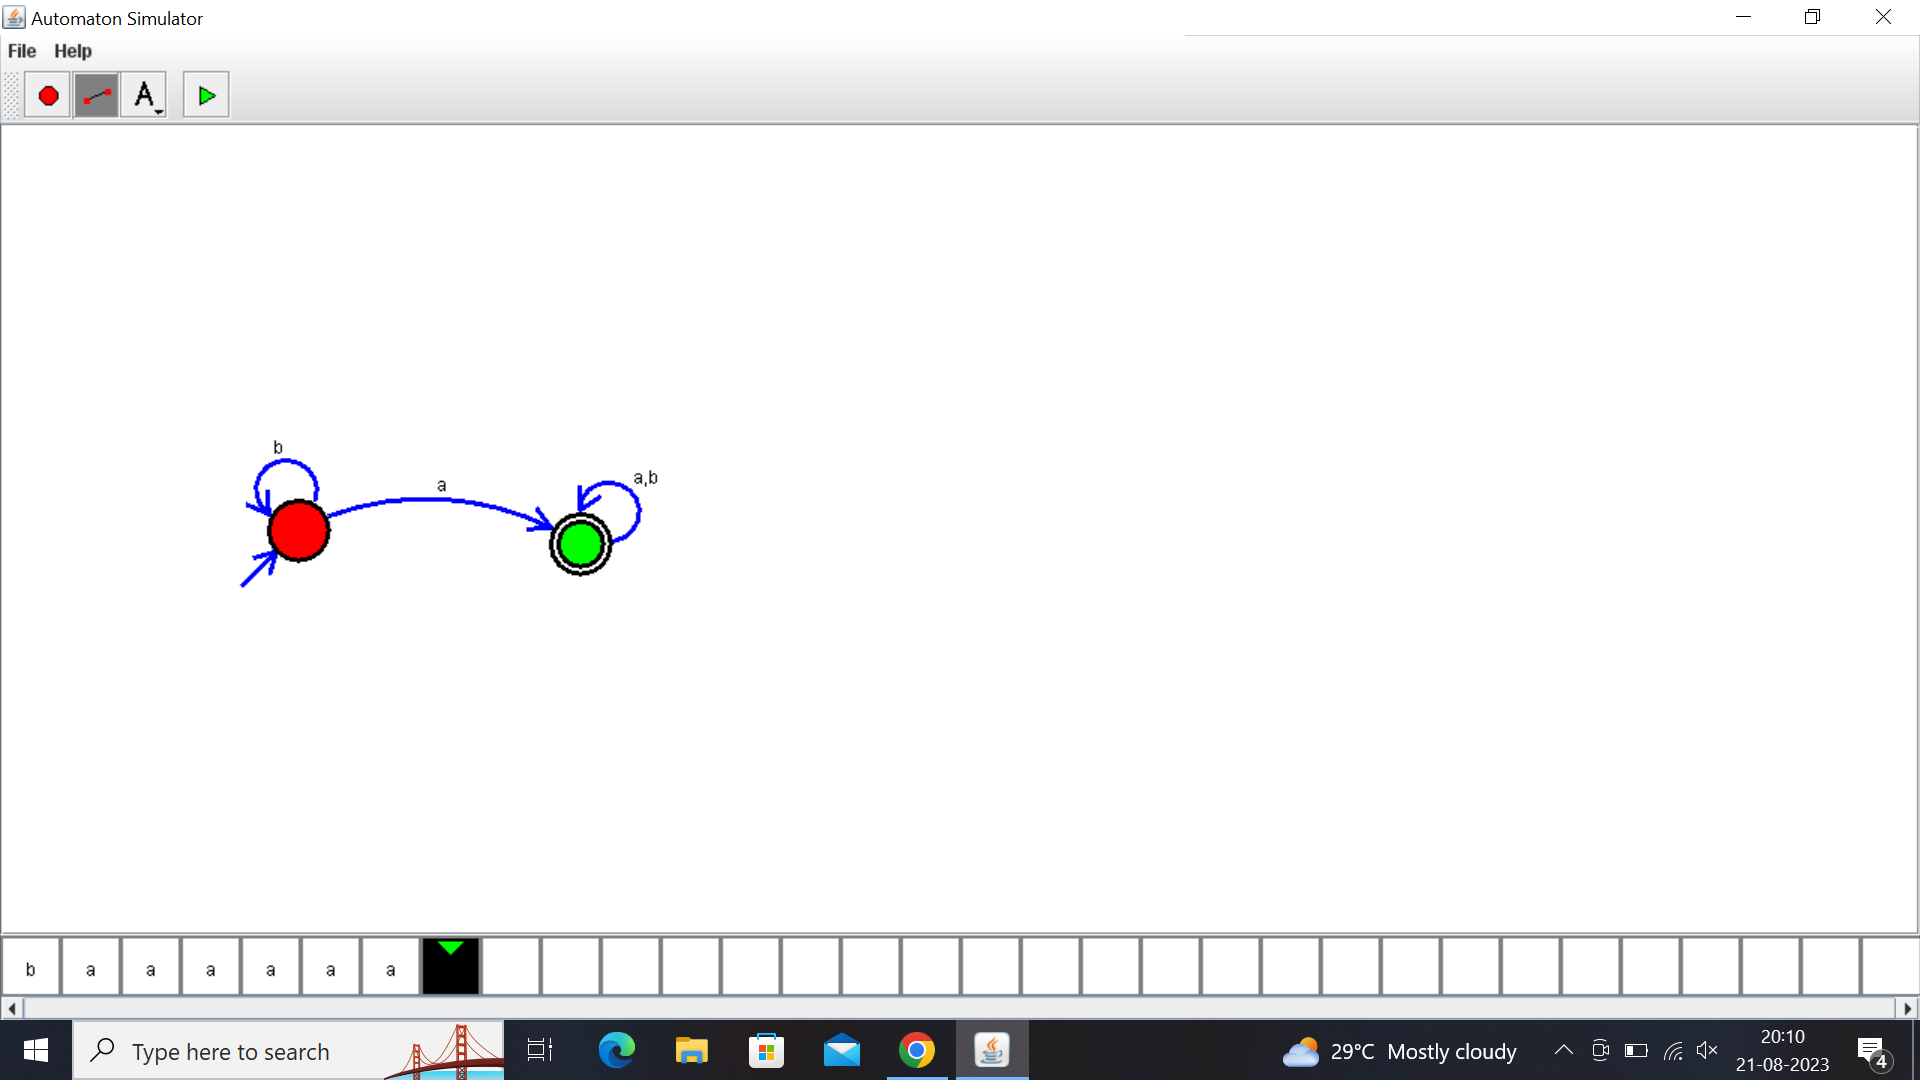 Automaton Simulator
File Help
A
b
a
a,b
b a a a a a a
Type here to search
29°C Mostly cloudy
20:10
21-08-2023
4